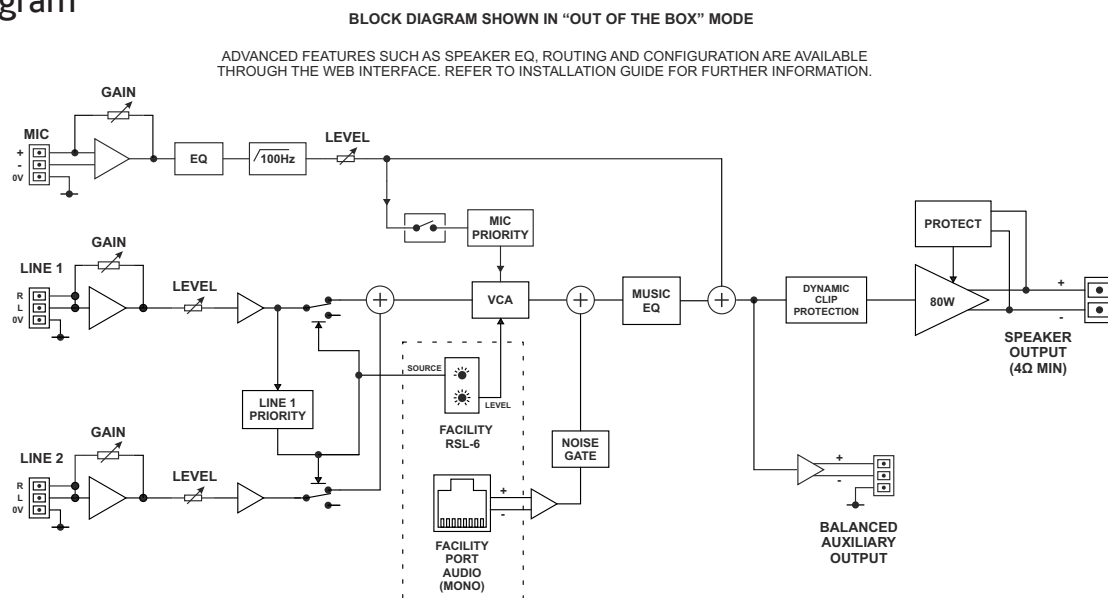 gram
BLOCK DIAGRAM SHOWN IN “OUT OF THE BOX” MODE
ADVANCED FEATURES SUCH AS SPEAKER EQ, ROUTING AND CONFIGURATION ARE AVAILABLE
THROUGH THE WEB INTERFACE. REFER TO INSTALLATION GUIDE FOR FURTHER INFORMATION.
GAIN
MIC
+
-
0V
EQ
100Hz
LEVEL
MIC
PRIORITY
PROTECT
GAIN
LINE 1
R
L
0V
LEVEL
+
VCA
+
MUSIC
EQ
+
DYNAMIC
CLIP
PROTECTION
80W
+
-
SPEAKER
OUTPUT
(4Ω MIN)
SOURCE
LEVEL
LINE 1
PRIORITY
FACILITY
RSL-6
GAIN
LINE 2
R
L
0V
LEVEL
NOISE
GATE
+
-
FACILITY
PORT
AUDIO
(MONO)
+
-
BALANCED
AUXILIARY
OUTPUT